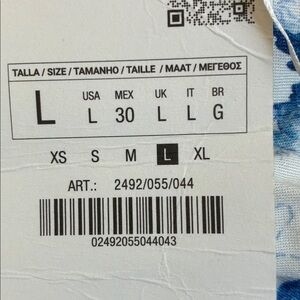 TALLA / SIZE / TAMANHO / TAILLE / MAAT / ΜΕΓΕΘΟΣ
USA MEX UK IT BR
L L 30 L L G
XS S M L XL
ART.: 2492/055/044
02492055044043